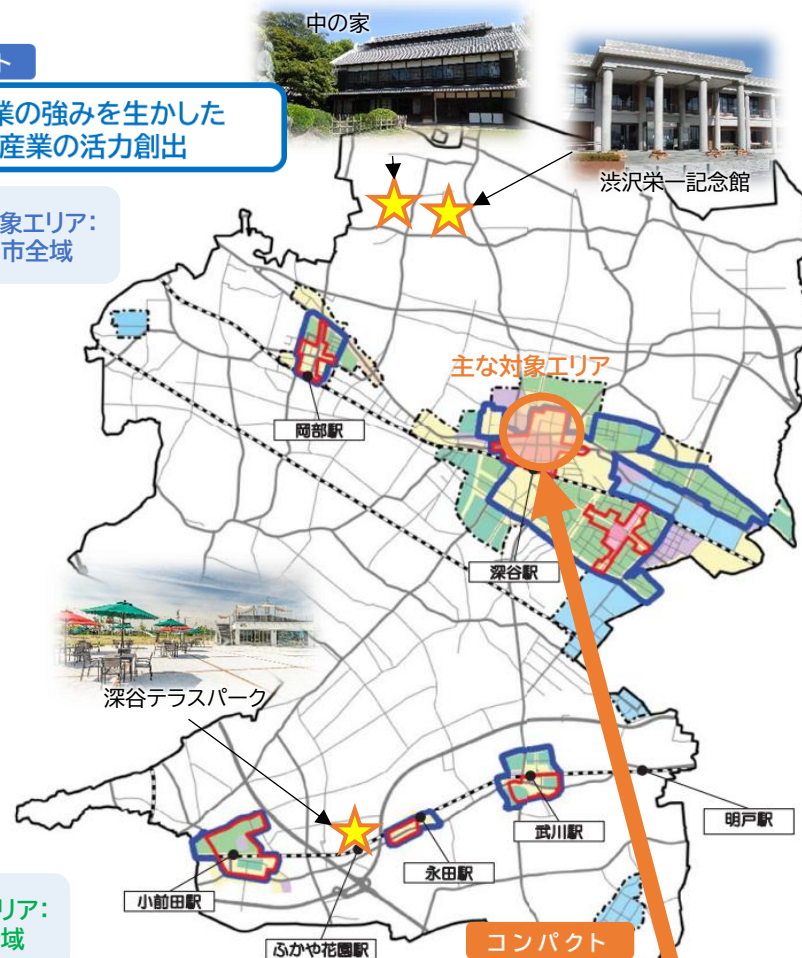 中の家
ト
業の強みを生かした
産業の活力創出
渋沢栄一記念館
象エリア:
市全域
主な対象エリア
岡部駅
深谷駅
深谷テラスパーク
明戸駅
武川駅
永田駅
小前田駅
リア:
域
コンパクト
ふかや花園駅